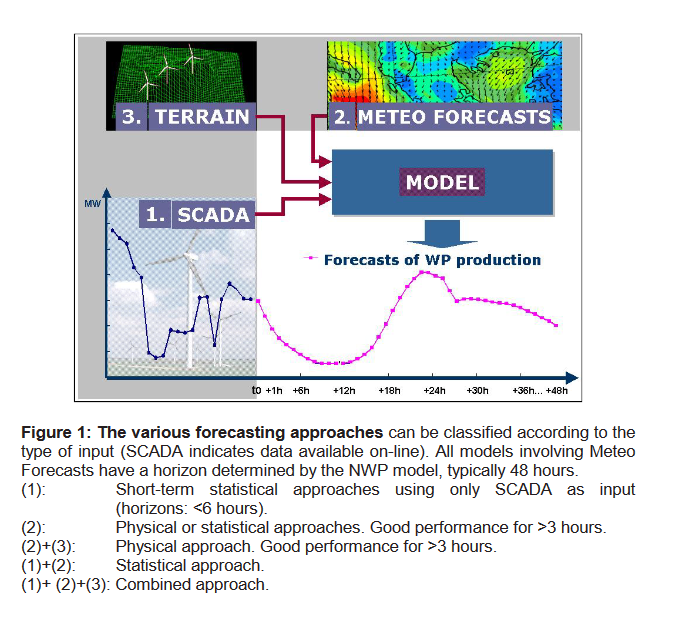 3. TERRAIN
2. METEO FORECASTS
MODEL
MW
1. SCADA
Forecasts of WP production
to +1h +6h +12h +18h +24h +30h +36h... +48h
Figure 1: The various forecasting approaches can be classified according to the
type of input (SCADA indicates data available on-line). All models involving Meteo
Forecasts have a horizon determined by the NWP model, typically 48 hours.
(1): Short-term statistical approaches using only SCADA as input
(horizons: <6 hours).
(2): Physical or statistical approaches. Good performance for >3 hours.
(2)+(3): Physical approach. Good performance for >3 hours.
(1)+(2): Statistical approach.
(1)+ (2)+(3): Combined approach.